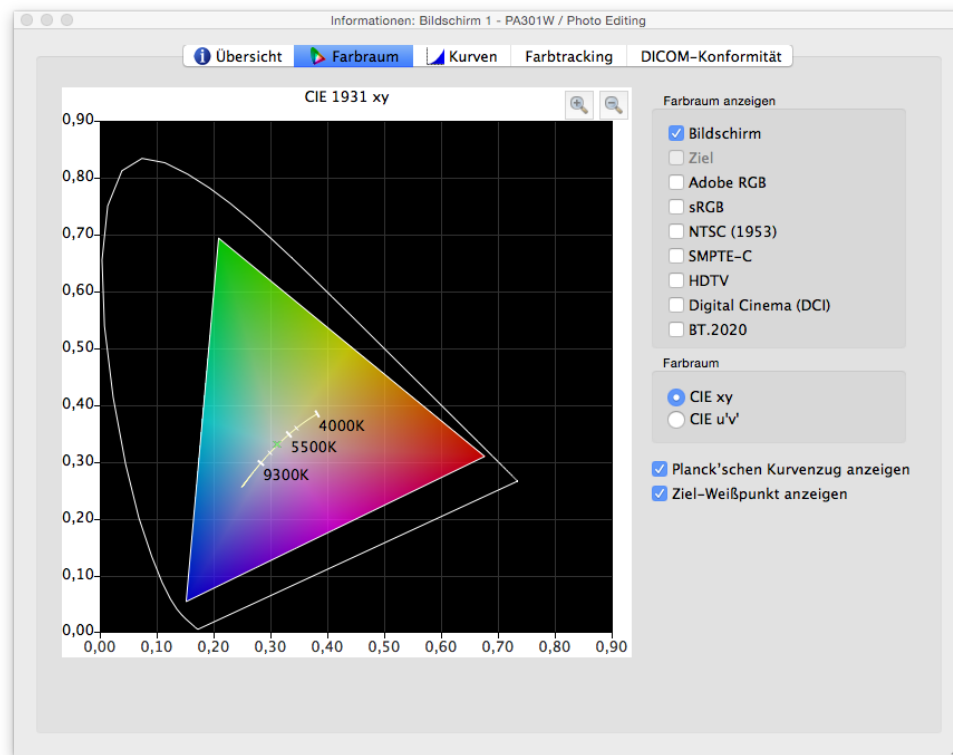 Informationen: Bildschirm 1 - PA301W / Photo Editing
Übersicht Farbraum Kurven Farbtracking DICOM-Konformität
CIE 1931 xy
0,90
0,80
0,70
0,60
0,50
0,40
0,30
0,20
0,10
0,00
0,00 0,10 0,20 0,30 0,40 0,50 0,60 0,70 0,80 0,90
4000K
5500K
9300K
Farbraum anzeigen
Bildschirm
Ziel
Adobe RGB
sRGB
NTSC (1953)
SMPTE-C
HDTV
Digital Cinema (DCI)
BT.2020
Farbraum
CIE xy
CIE u'v'
Planck'schen Kurvenzug anzeigen
Ziel-Weißpunkt anzeigen